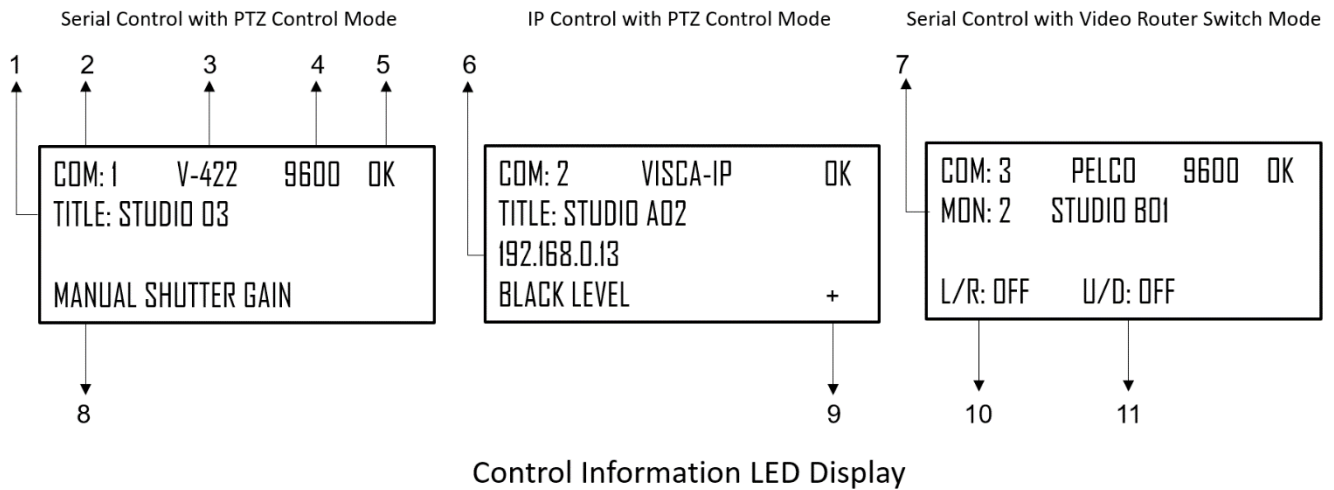 Serial Control with PTZ Control Mode
IP Control with PTZ Control Mode
Serial Control with Video Router Switch Mode
1 2 3 4 5 6 7
COM: 1 V-422 9600 OK
TITLE: STUDIO 03
MANUAL SHUTTER GAIN
COM: 2 VISCA-IP OK
TITLE: STUDIO A02
192.168.0.13
BLACK LEVEL +
COM: 3 PELCO 9600 OK
MON: 2 STUDIO B01
L/R: OFF U/D: OFF
8 9 10 11
Control Information LED Display